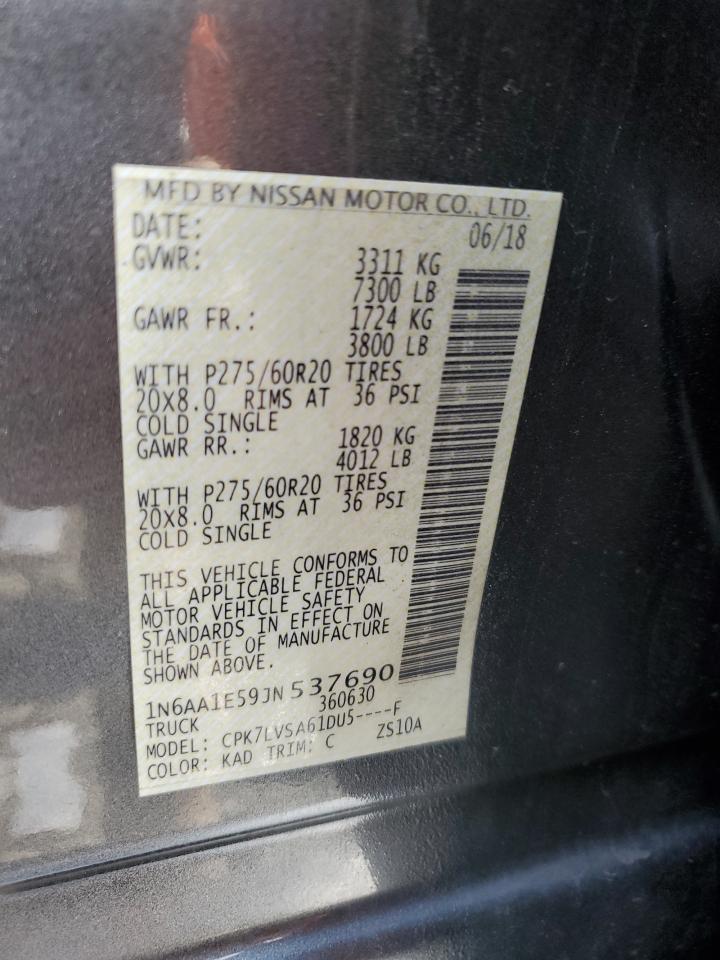 MFD BY NISSAN MOTOR CO., LTD.
DATE: 06/18
GVWR: 3311 KG
7300 LB
GAWR FR.: 1724 KG
3800 LB
WITH P275/60R20 TIRES
20X8.0 RIMS AT 36 PSI
COLD SINGLE
GAWR RR.: 1820 KG
4012 LB
WITH P275/60R20 TIRES
20X8.0 RIMS AT 36 PSI
COLD SINGLE
THIS VEHICLE CONFORMS TO
ALL APPLICABLE FEDERAL
MOTOR VEHICLE SAFETY
STANDARDS IN EFFECT ON
THE DATE OF MANUFACTURE
SHOWN ABOVE.
1N6AA1E59JN537690
TRUCK 360630
MODEL: CPK7LVSA61DU5----F
COLOR: KAD TRIM: C ZS10A